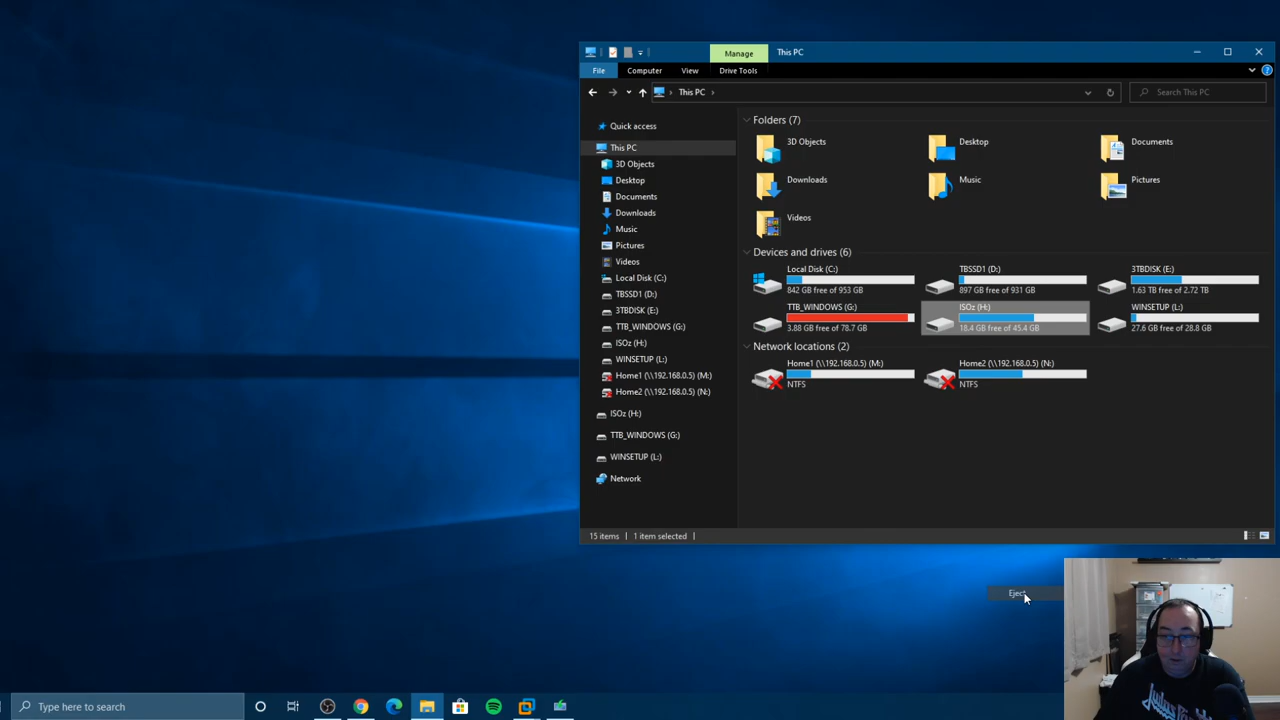 Manage
This PC
File
Computer
View
Drive Tools
This PC
Search This PC
Quick access
This PC
3D Objects
Desktop
Documents
Downloads
Music
Pictures
Videos
Local Disk (C:)
TBSSD1 (D:)
3TBDISK (E:)
TTB_WINDOWS (G:)
ISOz (H:)
WINSETUP (L:)
Home1 (\\192.168.0.5) (M:)
Home2 (\\192.168.0.5) (N:)
ISOz (H:)
TTB_WINDOWS (G:)
WINSETUP (L:)
Network
Folders (7)
3D Objects
Desktop
Documents
Downloads
Music
Pictures
Videos
Devices and drives (6)
Local Disk (C:)
842 GB free of 953 GB
TBSSD1 (D:)
897 GB free of 931 GB
3TBDISK (E:)
1.63 TB free of 2.72 TB
TTB_WINDOWS (G:)
3.88 GB free of 78.7 GB
ISOz (H:)
18.4 GB free of 45.4 GB
WINSETUP (L:)
27.6 GB free of 28.8 GB
Network locations (2)
Home1 (\\192.168.0.5) (M:)
NTFS
Home2 (\\192.168.0.5) (N:)
NTFS
15 items
1 item selected
Eject
Type here to search